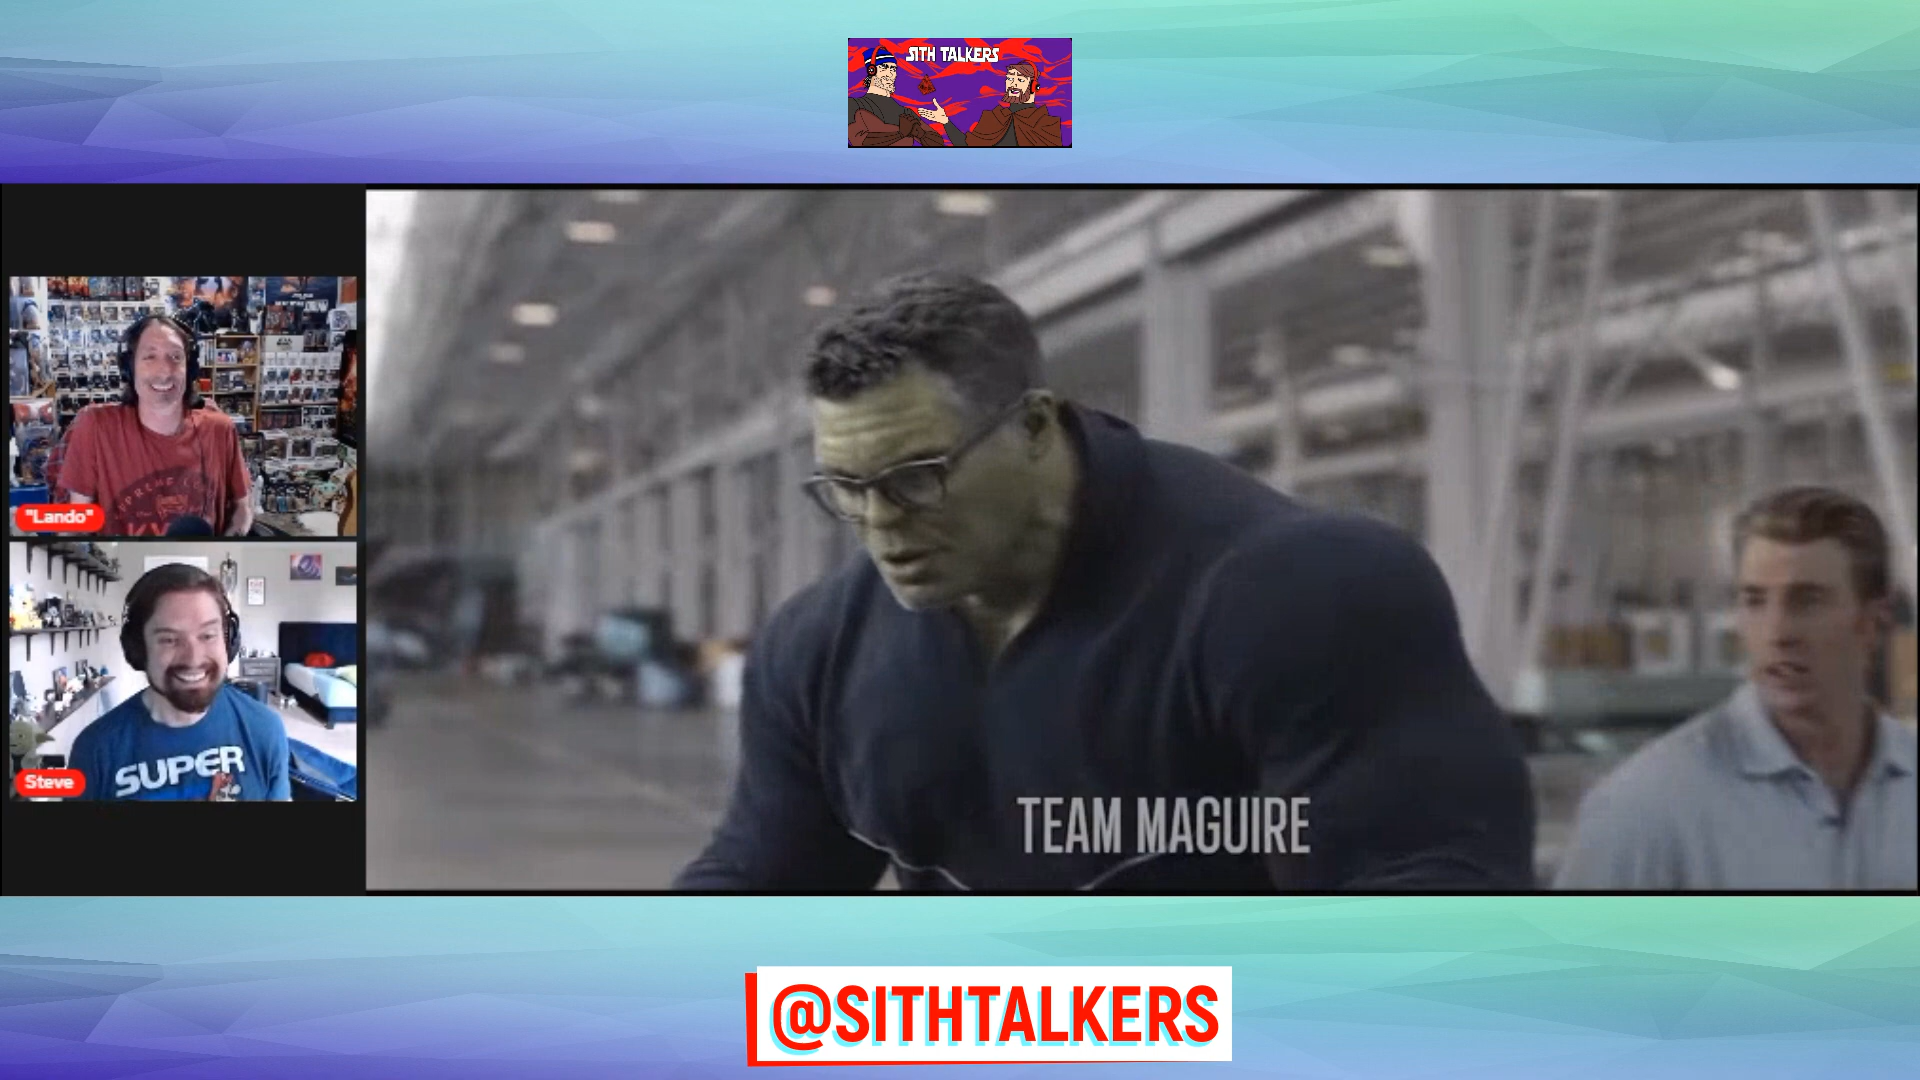 SITH TALKERS
"Lando"
SUPER
Steve
TEAM MAGUIRE
@SITHTALKERS